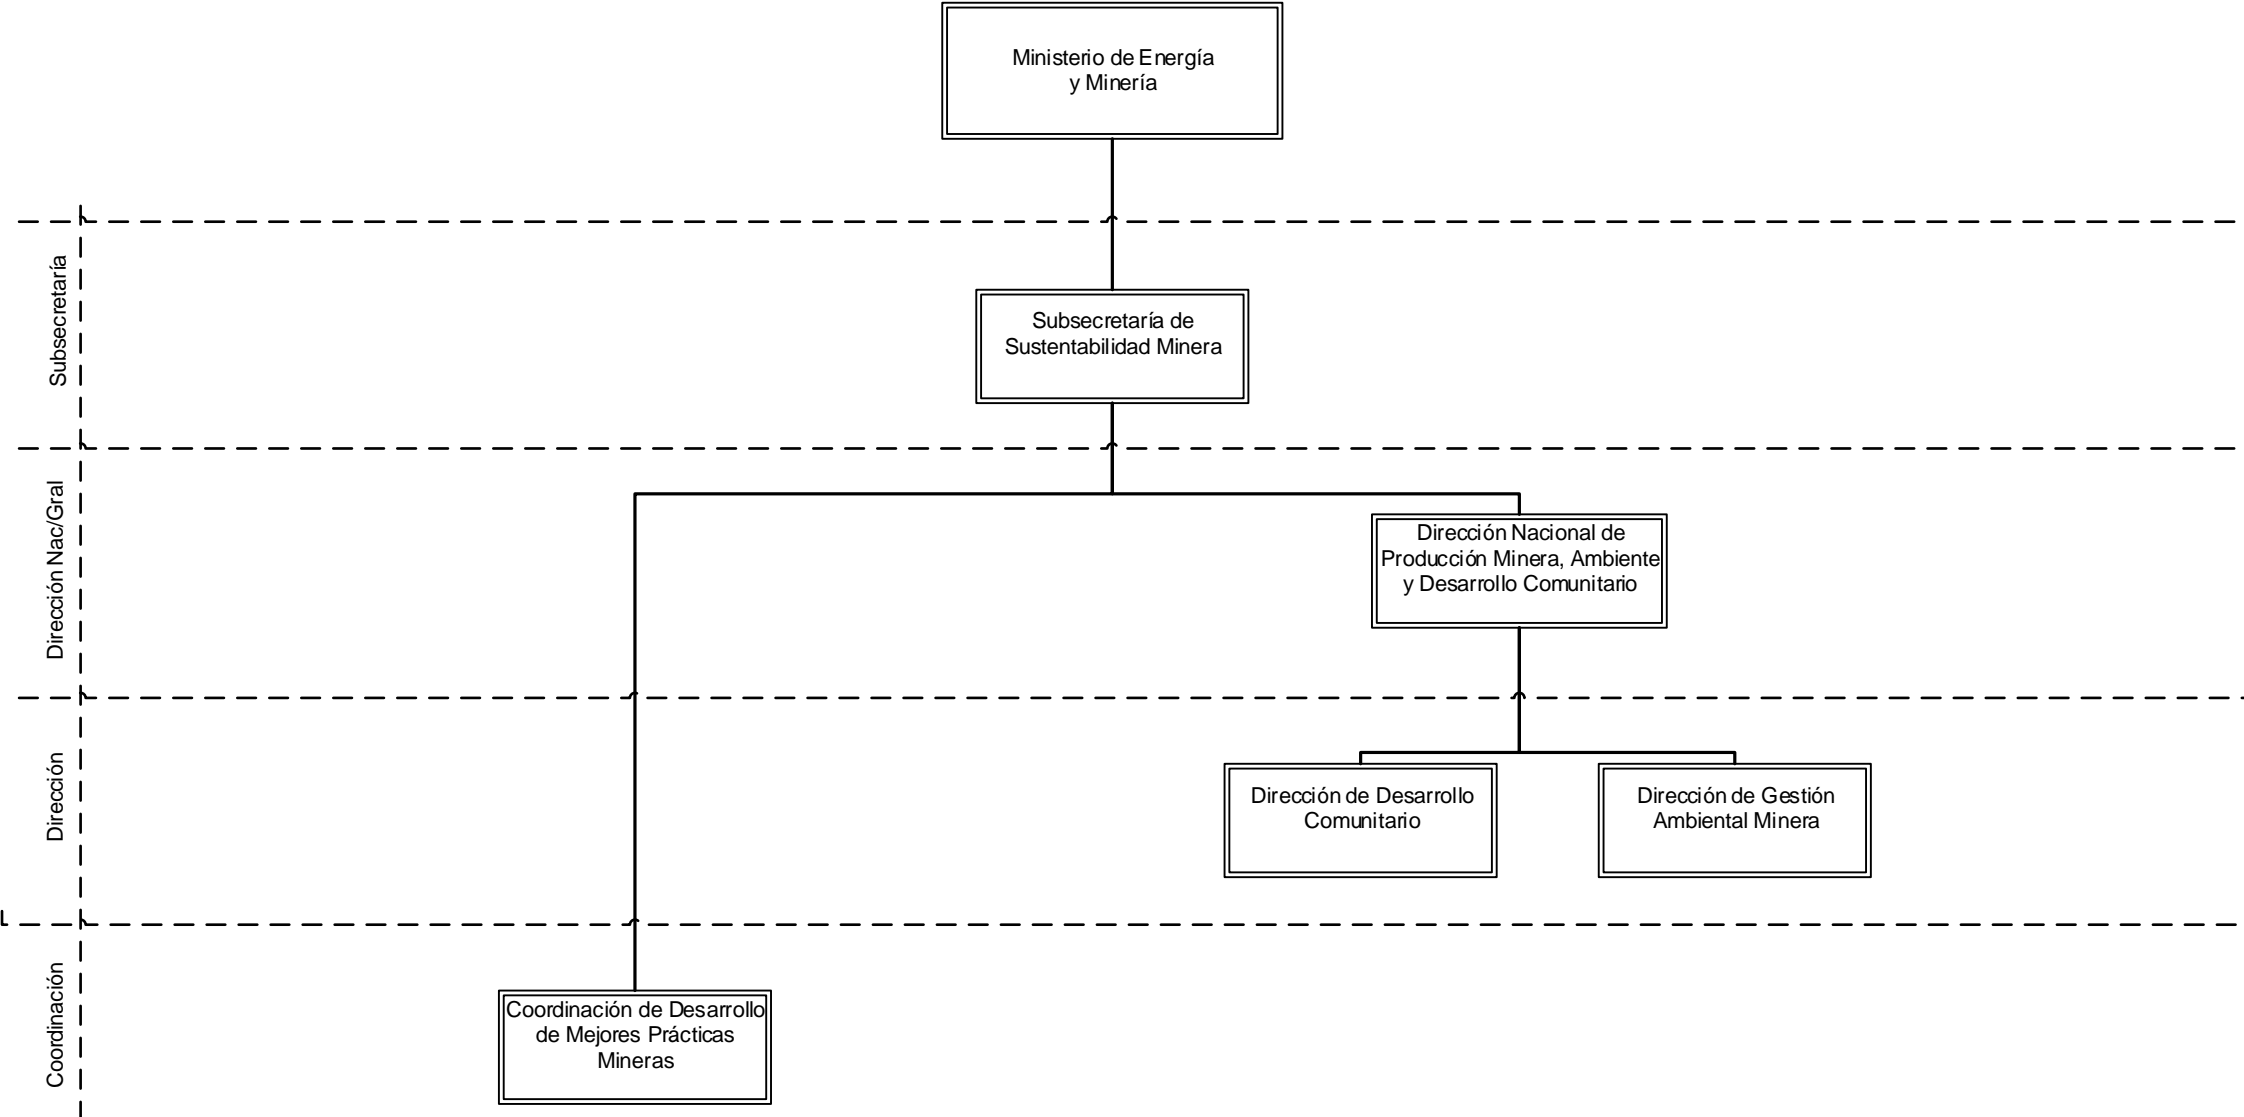 Ministerio de Energía
y Minería
Subsecretaría
Subsecretaría de
Sustentabilidad Minera
Dirección Nac/Gral
Dirección Nacional de
Producción Minera, Ambiente
y Desarrollo Comunitario
Dirección
Dirección de Desarrollo
Comunitario
Dirección de Gestión
Ambiental Minera
Coordinación
Coordinación de Desarrollo
de Mejores Prácticas
Mineras